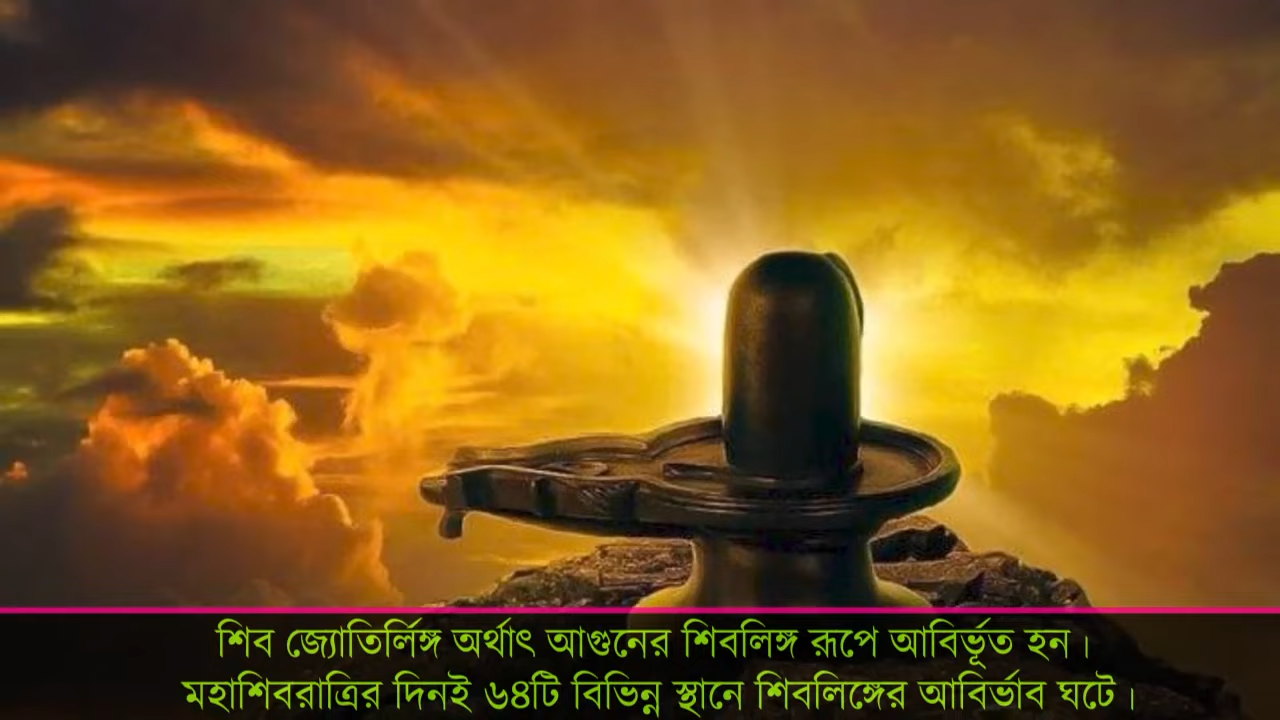 শিব জ্যোতির্লিঙ্গ অর্থাৎ আগুনের শিবলিঙ্গ রূপে আবির্ভূত হন।
মহাশিবরাত্রির দিনই ৬৪টি বিভিন্ন স্থানে শিবলিঙ্গের আবির্ভাব ঘটে।